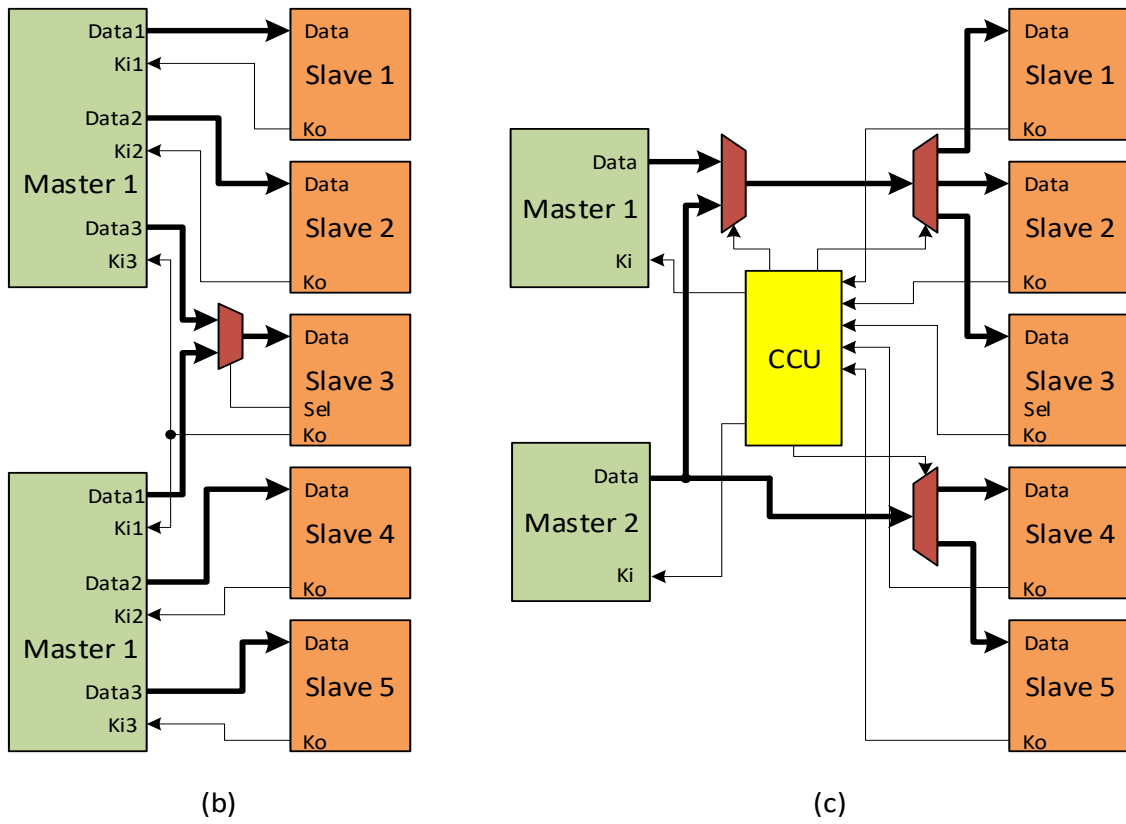 Data1
Ki1
Data2
Ki2
Master 1
Data3
Ki3
Data
Slave 1
Ko
Data
Slave 2
Ko
Data
Slave 3
Sel
Ko
Data1
Ki1
Data2
Ki2
Master 1
Data3
Ki3
Data
Slave 4
Ko
Data
Slave 5
Ko
(b)
Data
Master 1
Ki
CCU
Data
Master 2
Ki
Data
Slave 1
Ko
Data
Slave 2
Ko
Data
Slave 3
Sel
Ko
Data
Slave 4
Ko
Data
Slave 5
Ko
(c)